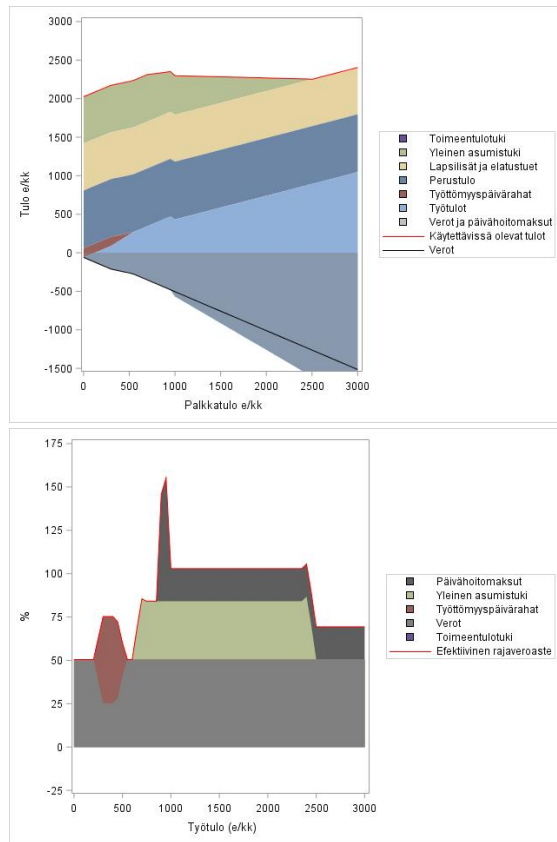 3000
2500
2000
1500
1000
500
0
-500
-1000
-1500
Tulo e/kk
0 500 1000 1500 2000 2500 3000
Palkkatulo e/kk
Toimeentulotuki
Yleinen asumistuki
Lapsilisät ja elatustuet
Perustulo
Työttömyyspäivärahat
Työtulot
Verot ja päivähoitomaksut
Käytettävissä olevat tulot
Verot
175
150
125
100
75
50
25
0
-25
%
0 500 1000 1500 2000 2500 3000
Työtulo (e/kk)
Päivähoitomaksut
Yleinen asumistuki
Työttömyyspäivärahat
Verot
Toimeentulotuki
Efektiivinen rajaveroaste